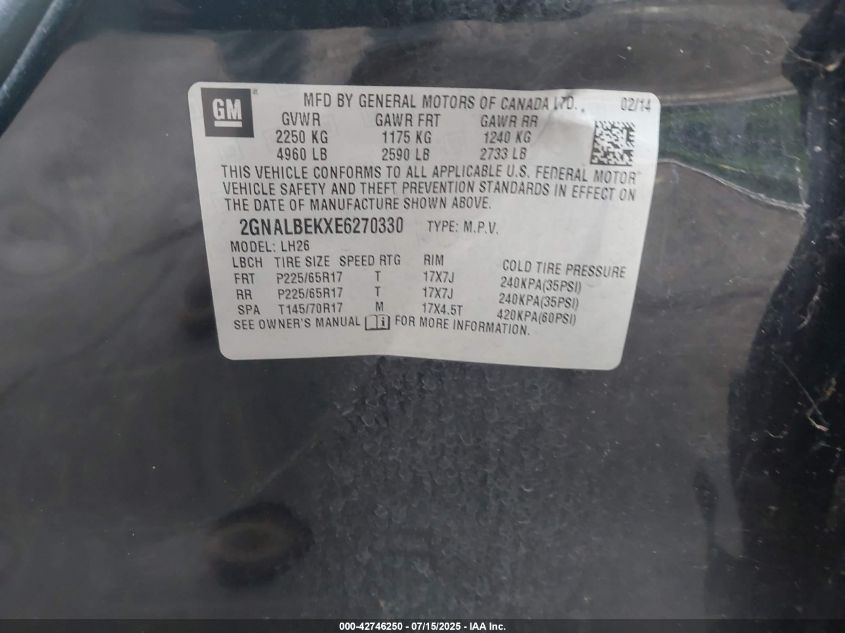 GM
MFD BY GENERAL MOTORS OF CANADA LTD. 02/14
GVWR GAWR FRT GAWR RR
2250 KG 1175 KG 1240 KG
4960 LB 2590 LB 2733 LB
THIS VEHICLE CONFORMS TO ALL APPLICABLE U.S. FEDERAL MOTOR
VEHICLE SAFETY AND THEFT PREVENTION STANDARDS IN EFFECT ON
THE DATE OF MANUFACTURE SHOWN ABOVE.
2GNALBEKXE6270330 TYPE: M.P.V.
MODEL: LH26
LBCH TIRE SIZE SPEED RTG RIM COLD TIRE PRESSURE
FRT P225/65R17 T 17X7J 240KPA(35PSI)
RR P225/65R17 T 17X7J 240KPA(35PSI)
SPA T145/70R17 M 17X4.5T 420KPA(60PSI)
SEE OWNER'S MANUAL FOR MORE INFORMATION.
000-42746250 - 07/15/2025 - IAA Inc.